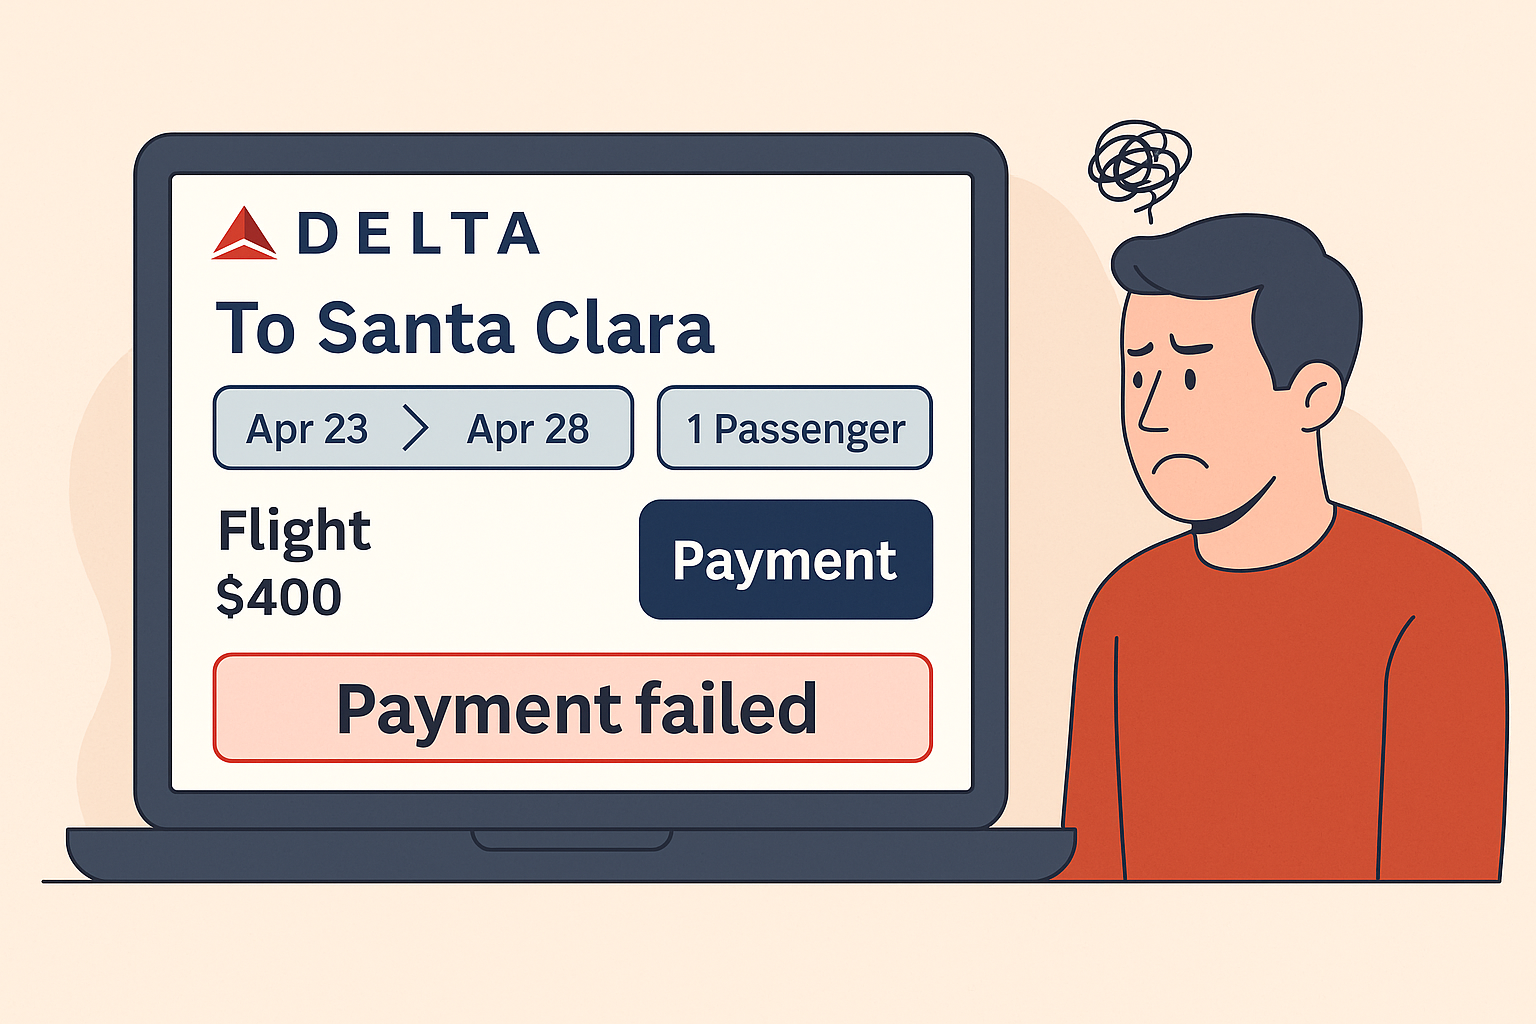 DELTA
To Santa Clara
Apr 23 > Apr 28
1 Passenger
Flight
$400
Payment
Payment failed